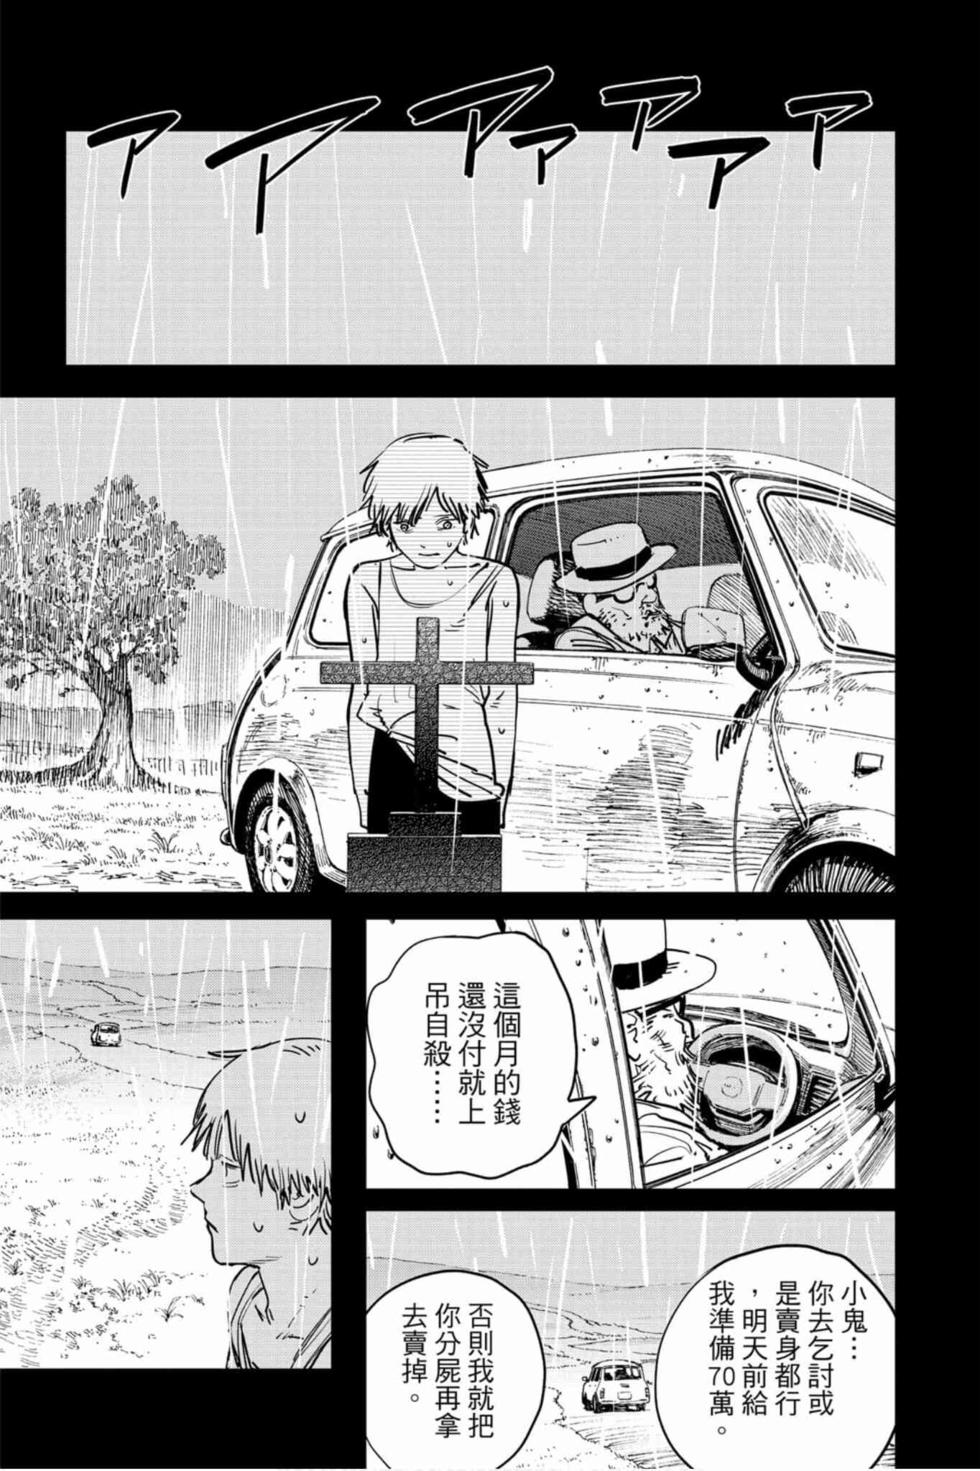 アアアアアアア
這個月的錢
還沒付就上
吊自殺……
小鬼…
你去乞討或
是賣身都行
，明天前給
我準備70萬。
否則我就把
你分屍再拿
去賣掉。